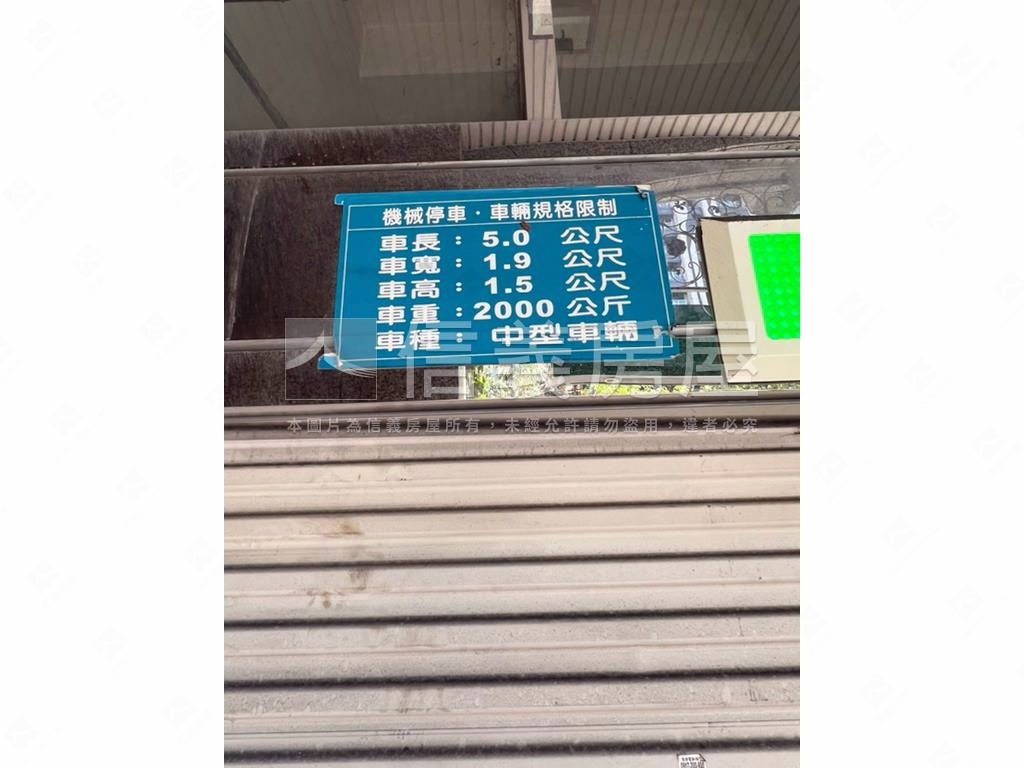 機械停車·車輛規格限制
車長：5.0 公尺
車寬：1.9 公尺
車高：1.5 公尺
車重：2000 公斤
車種：中型車輛
信義房屋
本圖片為信義房屋所有，未經允許請勿盜用，違者必究